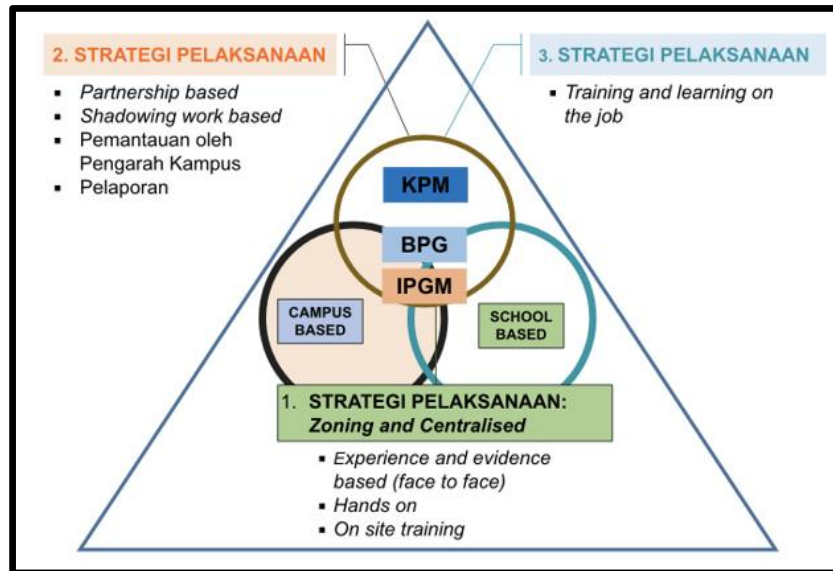 2. STRATEGI PELAKSANAAN
▪ Partnership based
▪ Shadowing work based
▪ Pemantauan oleh
Pengarah Kampus
▪ Pelaporan
3. STRATEGI PELAKSANAAN
▪ Training and learning on
the job
KPM
BPG
IPGM
CAMPUS
BASED
SCHOOL
BASED
1. STRATEGI PELAKSANAAN:
Zoning and Centralised
▪ Experience and evidence
based (face to face)
▪ Hands on
▪ On site training